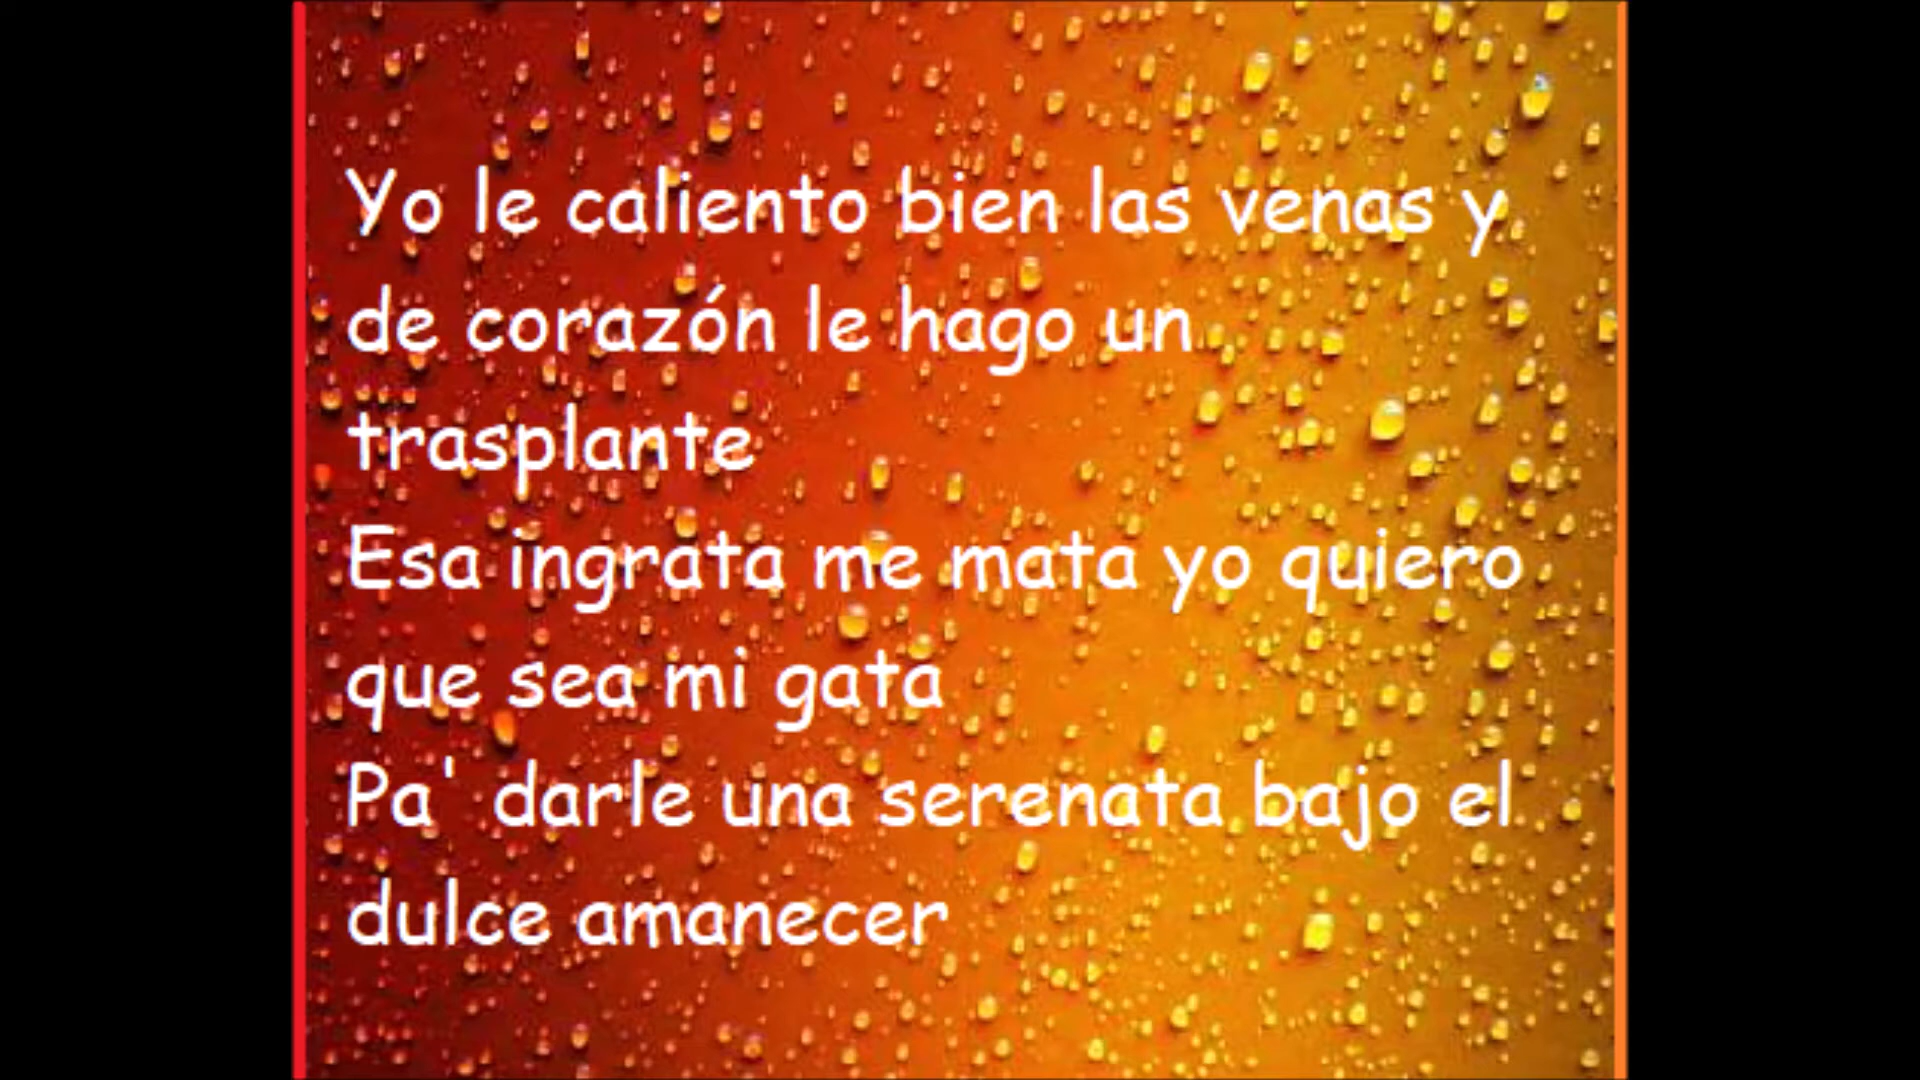 Yo le caliento bien las venas y
de corazón le hago un
trasplante
Esa ingrata me mata yo quiero
que sea mi gata
Pa' darle una serenata bajo el
dulce amanecer